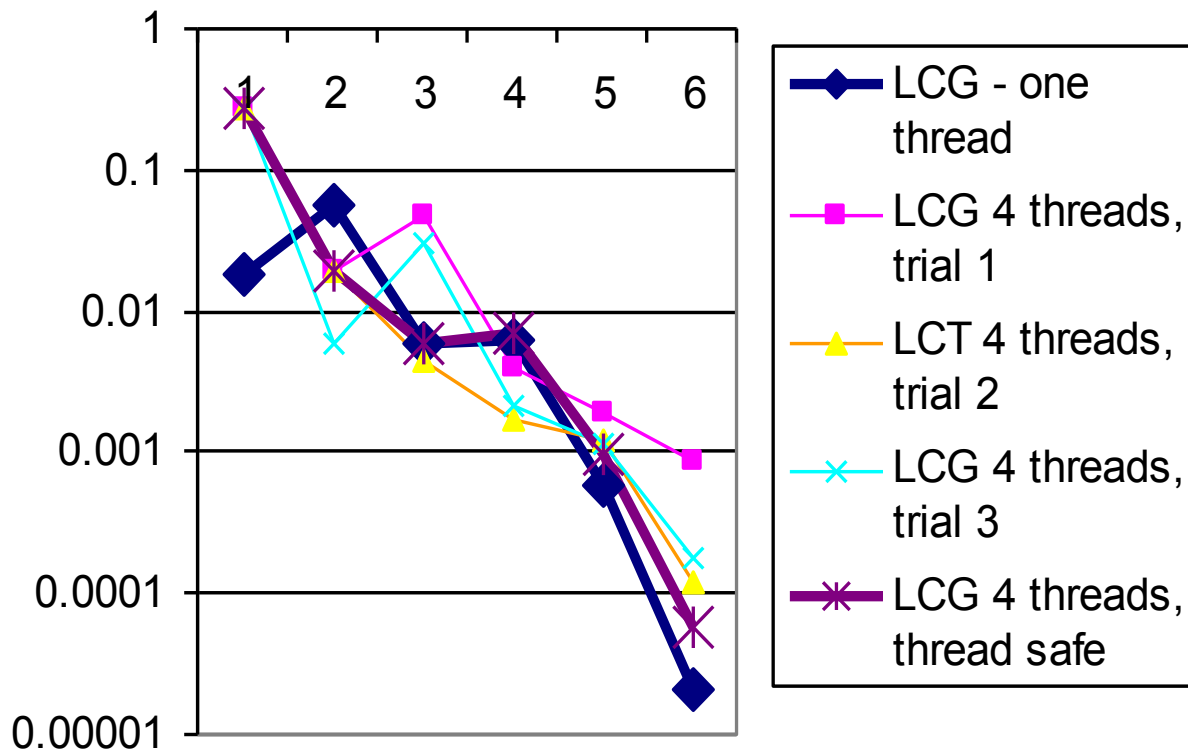 1
1 2 3 4 5 6
0.1
0.01
0.001
0.0001
0.00001
LCG - one
thread
LCG 4 threads,
trial 1
LCT 4 threads,
trial 2
LCG 4 threads,
trial 3
LCG 4 threads,
thread safe